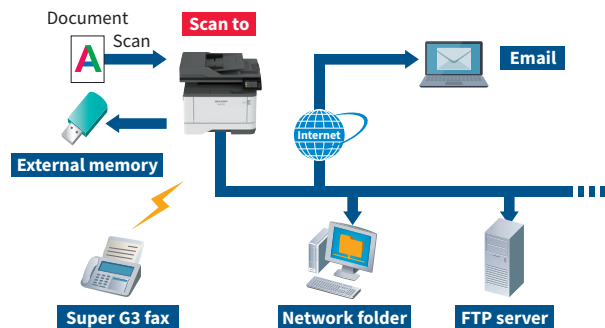 Document
Scan
A
Scan to
Email
Internet
External memory
Super G3 fax
Network folder
FTP server